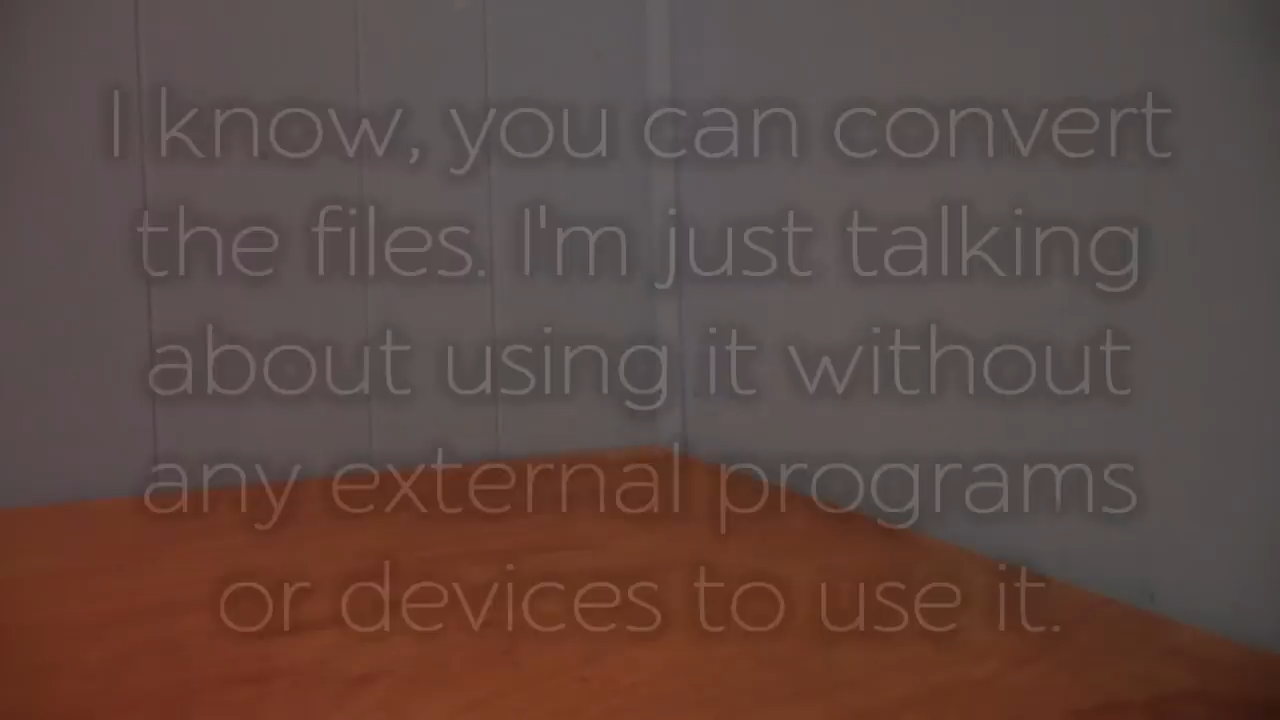 I know, you can convert
the files. I'm just talking
about using it without
any external programs
or devices to use it.